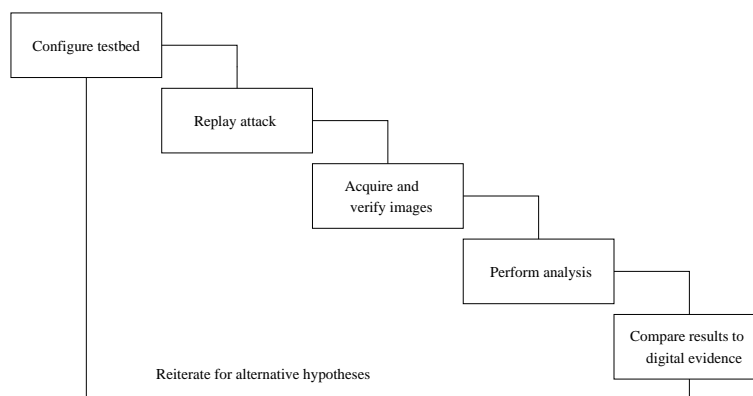 Configure testbed
Replay attack
Acquire and
verify images
Perform analysis
Compare results to
digital evidence
Reiterate for alternative hypotheses